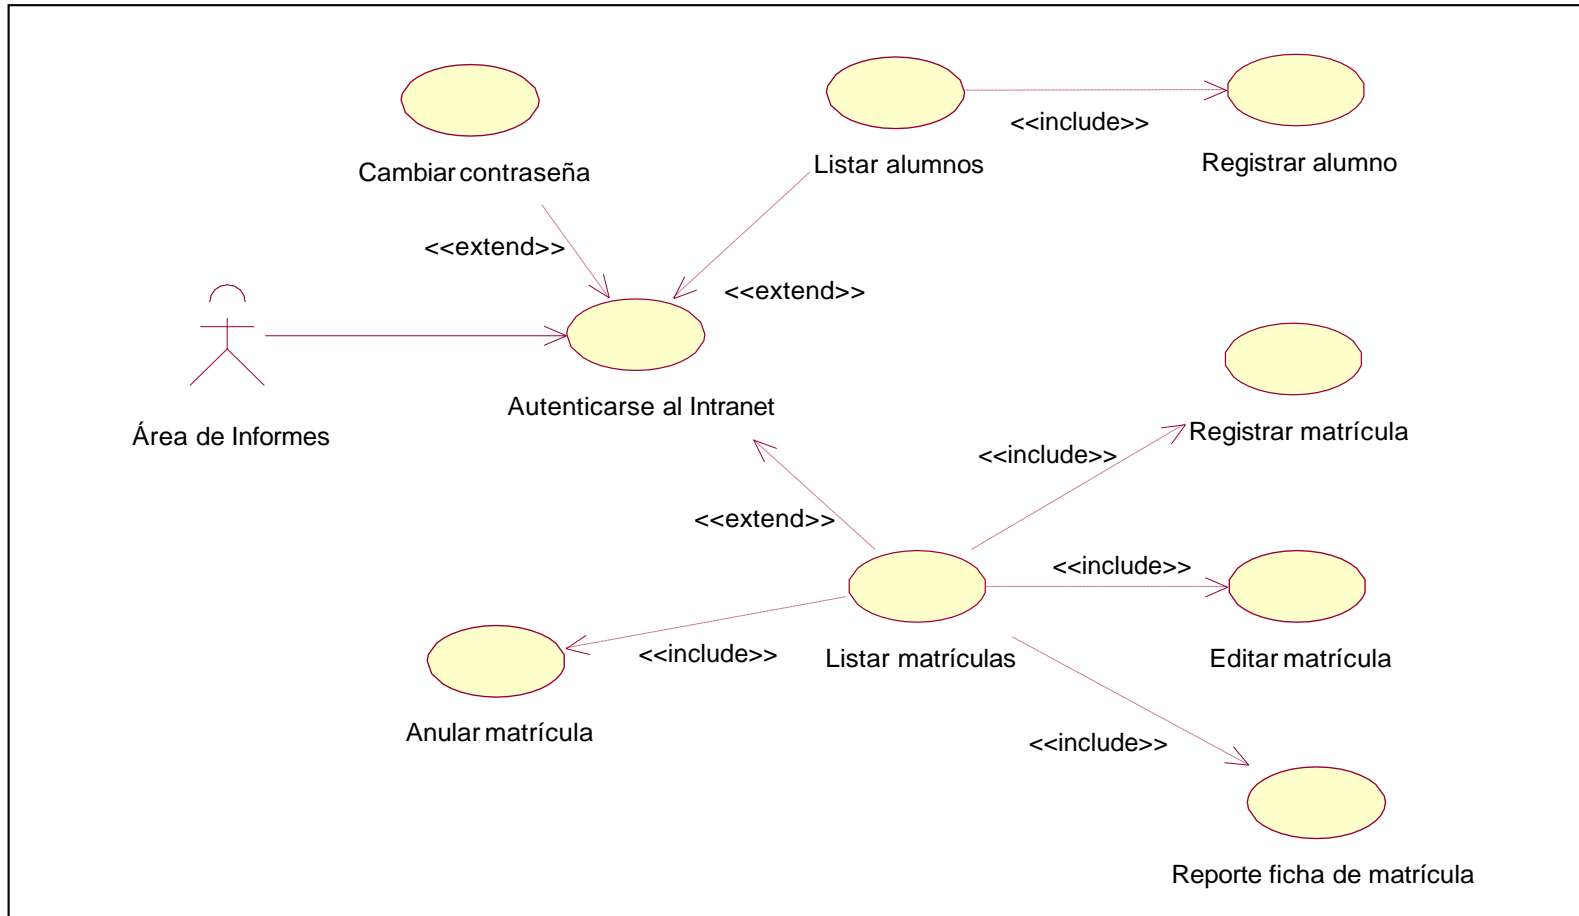 <<include>>
Cambiar contraseña
Listar alumnos
Registrar alumno
<<extend>>
<<extend>>
Autenticarse al Intranet
Área de Informes
Registrar matrícula
<<include>>
<<extend>>
<<include>>
<<include>>
Listar matrículas
Editar matrícula
Anular matrícula
<<include>>
Reporte ficha de matrícula